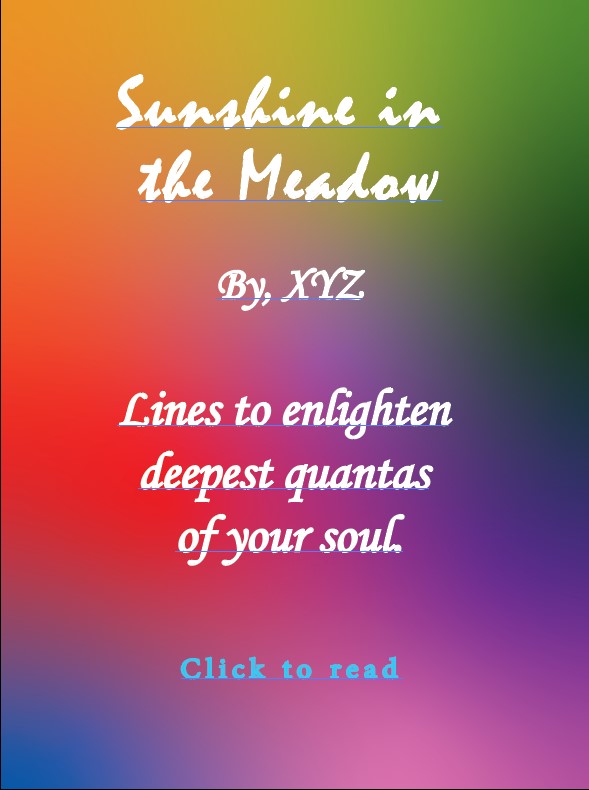 Sunshine in
the Meadow
By, XYZ
Lines to enlighten
deepest quantas
of your soul.
Click to read